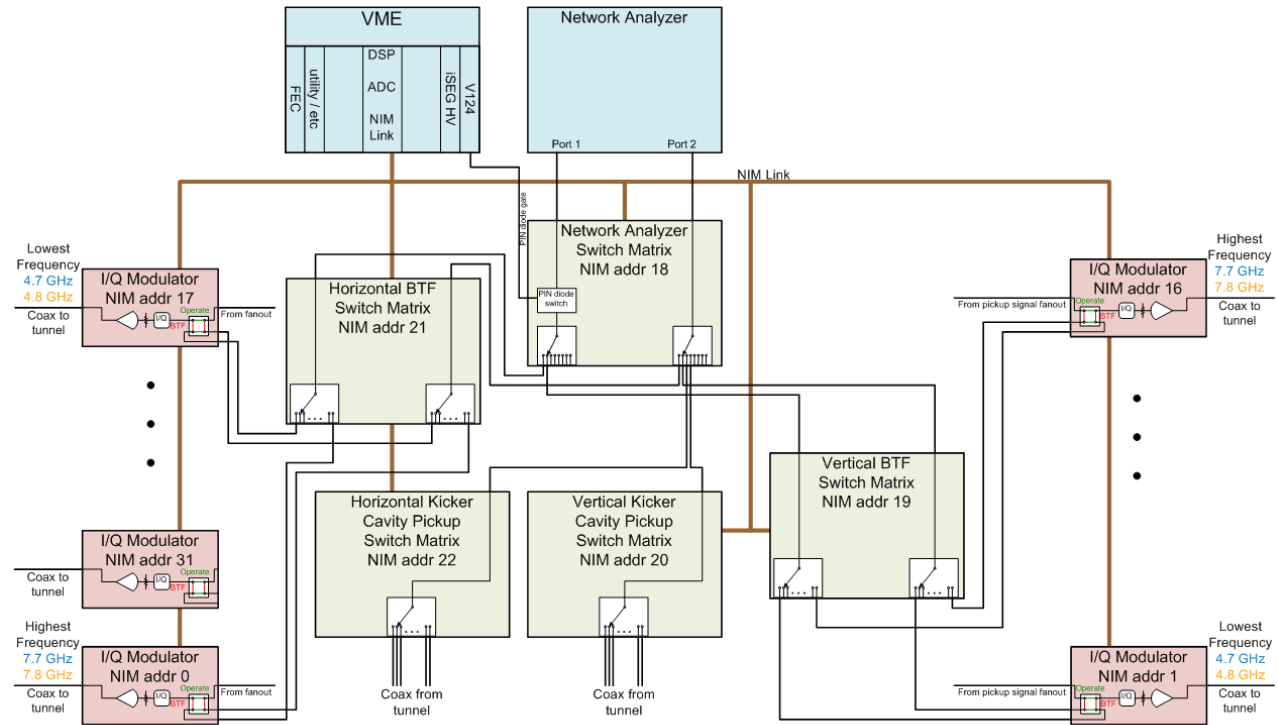 VME
DSP
ADC
NIM
Link
FEC
utility / etc
iSEG HV
V124
Network Analyzer
Port 1
Port 2
NIM Link
PIN diode gate
Network Analyzer
Switch Matrix
NIM addr 18
PIN diode
switch
Horizontal BTF
Switch Matrix
NIM addr 21
Lowest
Frequency
4.7 GHz
4.8 GHz
Coax to
tunnel
I/Q Modulator
NIM addr 17
Operate
I/Q
BTF
From fanout
Highest
Frequency
7.7 GHz
7.8 GHz
Coax to
tunnel
I/Q Modulator
NIM addr 16
From pickup signal fanout
Operate
BTF
I/Q
...
...
Vertical BTF
Switch Matrix
NIM addr 19
...
...
Horizontal Kicker
Cavity Pickup
Switch Matrix
NIM addr 22
...
Coax from
tunnel
Vertical Kicker
Cavity Pickup
Switch Matrix
NIM addr 20
...
Coax from
tunnel
I/Q Modulator
NIM addr 31
Operate
I/Q
BTF
Coax to
tunnel
Highest
Frequency
7.7 GHz
7.8 GHz
Coax to
tunnel
I/Q Modulator
NIM addr 0
Operate
I/Q
BTF
From fanout
Lowest
Frequency
4.7 GHz
4.8 GHz
Coax to
tunnel
I/Q Modulator
NIM addr 1
From pickup signal fanout
Operate
BTF
I/Q